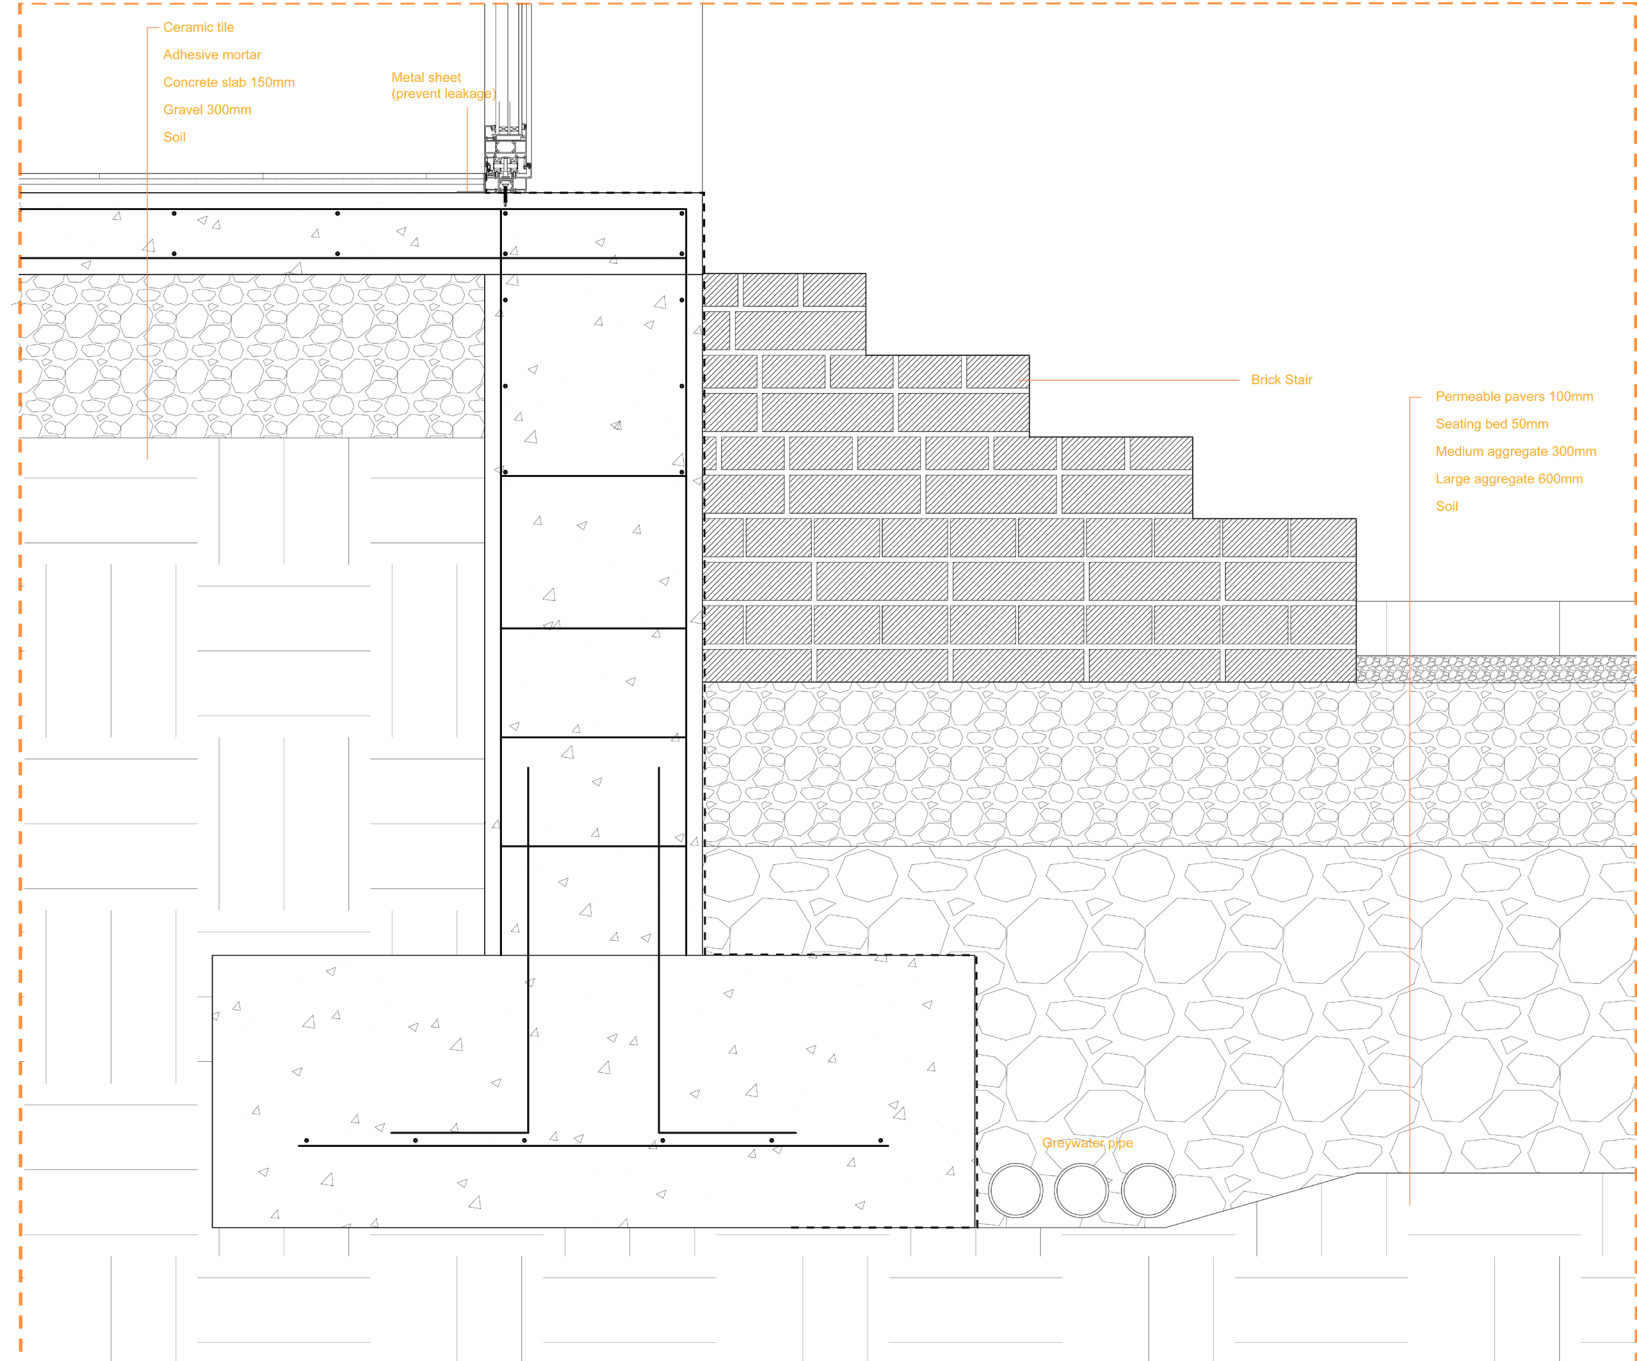 Ceramic tile
Adhesive mortar
Concrete slab 150mm
Gravel 300mm
Soil
Metal sheet
(prevent leakage)
Brick Stair
Permeable pavers 100mm
Seating bed 50mm
Medium aggregate 300mm
Large aggregate 600mm
Soil
Greywater pipe